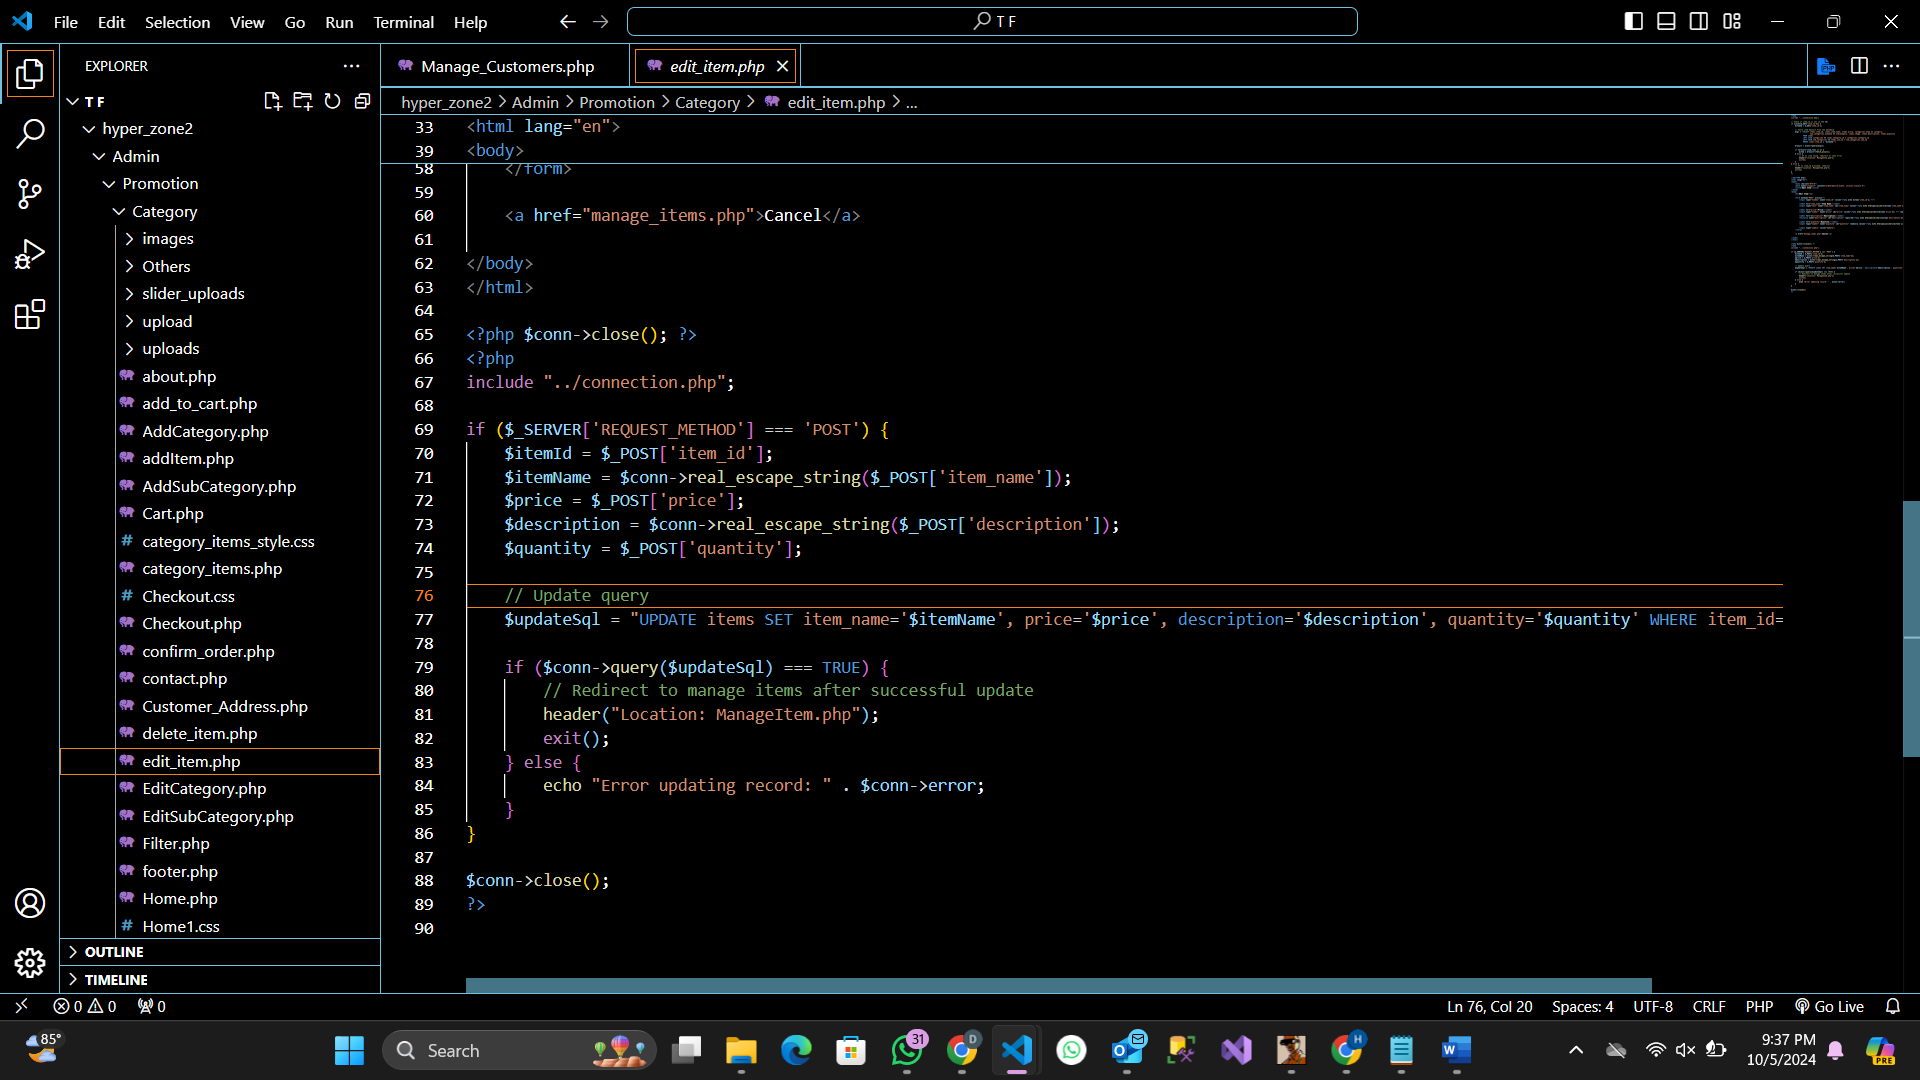 File Edit Selection View Go Run Terminal Help
T F
EXPLORER
T F
hyper_zone2
Admin
Promotion
Category
images
Others
slider_uploads
upload
uploads
about.php
add_to_cart.php
AddCategory.php
addItem.php
AddSubCategory.php
Cart.php
# category_items_style.css
category_items.php
# Checkout.css
Checkout.php
confirm_order.php
contact.php
Customer_Address.php
delete_item.php
edit_item.php
EditCategory.php
EditSubCategory.php
Filter.php
footer.php
Home.php
# Home1.css
OUTLINE
TIMELINE
Manage_Customers.php
edit_item.php
hyper_zone2 > Admin > Promotion > Category > edit_item.php > ...
33 <html lang="en">
39 <body>
58 </form>
59
60 <a href="manage_items.php">Cancel</a>
61
62 </body>
63 </html>
64
65 <?php $conn->close(); ?>
66 <?php
67 include "../connection.php";
68
69 if ($_SERVER['REQUEST_METHOD'] === 'POST') {
70 $itemId = $_POST['item_id'];
71 $itemName = $conn->real_escape_string($_POST['item_name']);
72 $price = $_POST['price'];
73 $description = $conn->real_escape_string($_POST['description']);
74 $quantity = $_POST['quantity'];
75
76 // Update query
77 $updateSql = "UPDATE items SET item_name='$itemName', price='$price', description='$description', quantity='$quantity' WHERE item_id=
78
79 if ($conn->query($updateSql) === TRUE) {
80 // Redirect to manage items after successful update
81 header("Location: ManageItem.php");
82 exit();
83 } else {
84 echo "Error updating record: " . $conn->error;
85 }
86 }
87
88 $conn->close();
89 ?>
90
0 0 0
Ln 76, Col 20 Spaces: 4 UTF-8 CRLF PHP Go Live
85°
Search
31
D
H
9:37 PM
10/5/2024
PRE